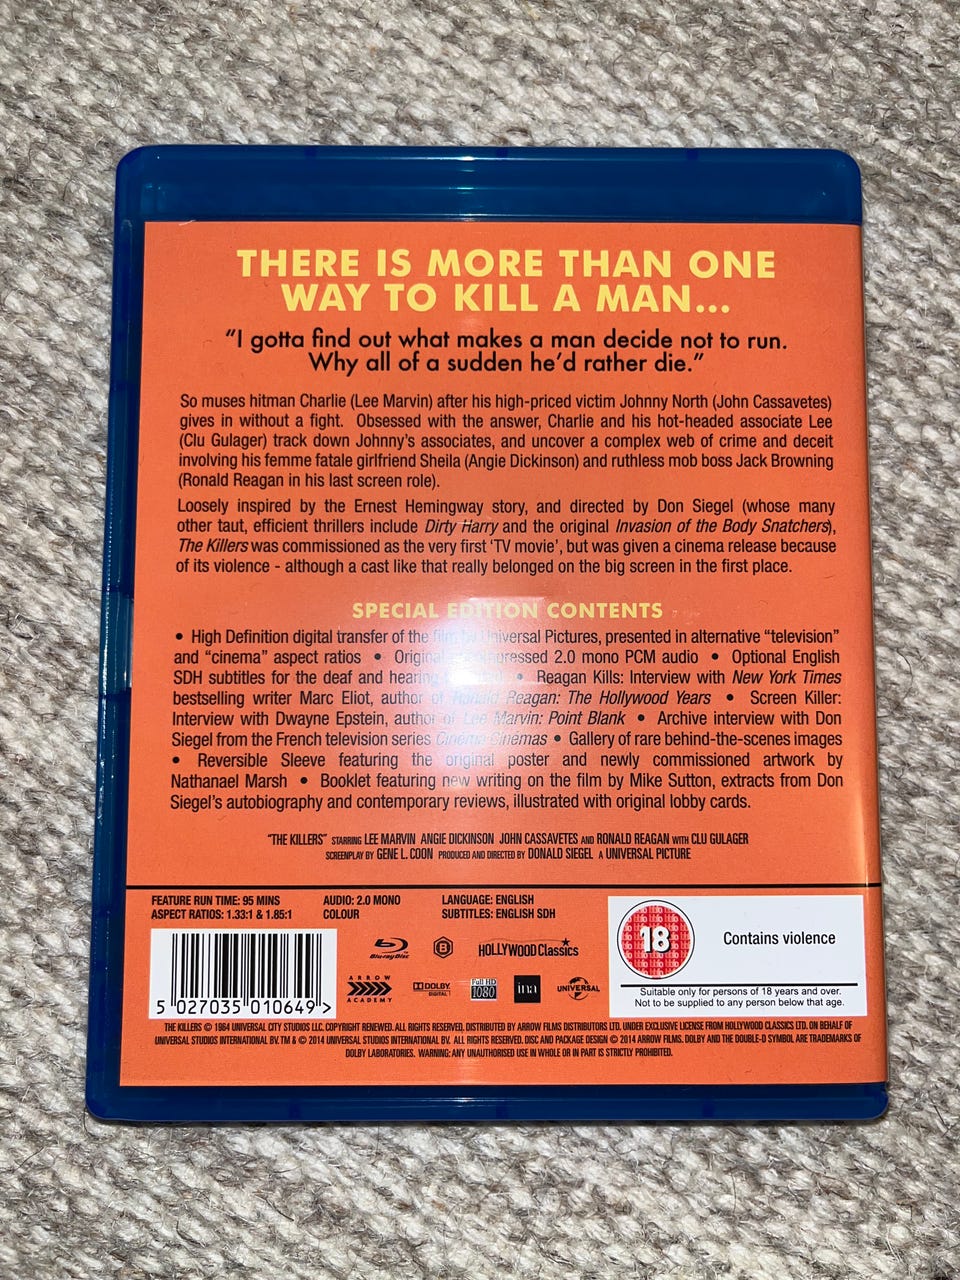 THERE IS MORE THAN ONE
WAY TO KILL A MAN...
"I gotta find out what makes a man decide not to run.
Why all of a sudden he'd rather die."
So muses hitman Charlie (Lee Marvin) after his high-priced victim Johnny North (John Cassavetes)
gives in without a fight. Obsessed with the answer, Charlie and his hot-headed associate Lee
(Clu Gulager) track down Johnny's associates, and uncover a complex web of crime and deceit
involving his femme fatale girlfriend Sheila (Angie Dickinson) and ruthless mob boss Jack Browning
(Ronald Reagan in his last screen role).
Loosely inspired by the Ernest Hemingway story, and directed by Don Siegel (whose many
other taut, efficient thrillers include Dirty Harry and the original Invasion of the Body Snatchers),
The Killers was commissioned as the very first 'TV movie', but was given a cinema release because
of its violence - although a cast like that really belonged on the big screen in the first place.
SPECIAL EDITION CONTENTS
• High Definition digital transfer of the film by Universal Pictures, presented in alternative "television"
and "cinema" aspect ratios • Original uncompressed 2.0 mono PCM audio • Optional English
SDH subtitles for the deaf and hearing • Reagan Kills: Interview with New York Times
bestselling writer Marc Eliot, author of Ronald Reagan: The Hollywood Years • Screen Killer:
Interview with Dwayne Epstein, author of Lee Marvin: Point Blank • Archive interview with Don
Siegel from the French television series Cinéma Cinémas • Gallery of rare behind-the-scenes images
• Reversible Sleeve featuring the original poster and newly commissioned artwork by
Nathanael Marsh • Booklet featuring new writing on the film by Mike Sutton, extracts from Don
Siegel's autobiography and contemporary reviews, illustrated with original lobby cards.
"THE KILLERS" STARRING LEE MARVIN ANGIE DICKINSON JOHN CASSAVETES AND RONALD REAGAN WITH CLU GULAGER
SCREENPLAY BY GENE L. COON PRODUCED AND DIRECTED BY DONALD SIEGEL A UNIVERSAL PICTURE
FEATURE RUN TIME: 95 MINS AUDIO: 2.0 MONO LANGUAGE: ENGLISH
ASPECT RATIOS: 1.33:1 & 1.85:1 COLOUR SUBTITLES: ENGLISH SDH
18 Contains violence
Suitable only for persons of 18 years and over.
Not to be supplied to any person below that age.
Blu-ray Disc B HOLLYWOOD Classics
ARROW ACADEMY DOLBY DIGITAL Full HD 1080 ina UNIVERSAL
5 027035 010649 >
THE KILLERS © 1964 UNIVERSAL CITY STUDIOS LLC. COPYRIGHT RENEWED. ALL RIGHTS RESERVED. DISTRIBUTED BY ARROW FILMS DISTRIBUTORS LTD. UNDER EXCLUSIVE LICENSE FROM HOLLYWOOD CLASSICS LTD. ON BEHALF OF
UNIVERSAL STUDIOS INTERNATIONAL BV. TM & © 2014 UNIVERSAL STUDIOS INTERNATIONAL BV. ALL RIGHTS RESERVED. DISC AND PACKAGE DESIGN © 2014 ARROW FILMS. DOLBY AND THE DOUBLE-D SYMBOL ARE TRADEMARKS OF
DOLBY LABORATORIES. WARNING: ANY UNAUTHORISED USE IN WHOLE OR IN PART IS STRICTLY PROHIBITED.